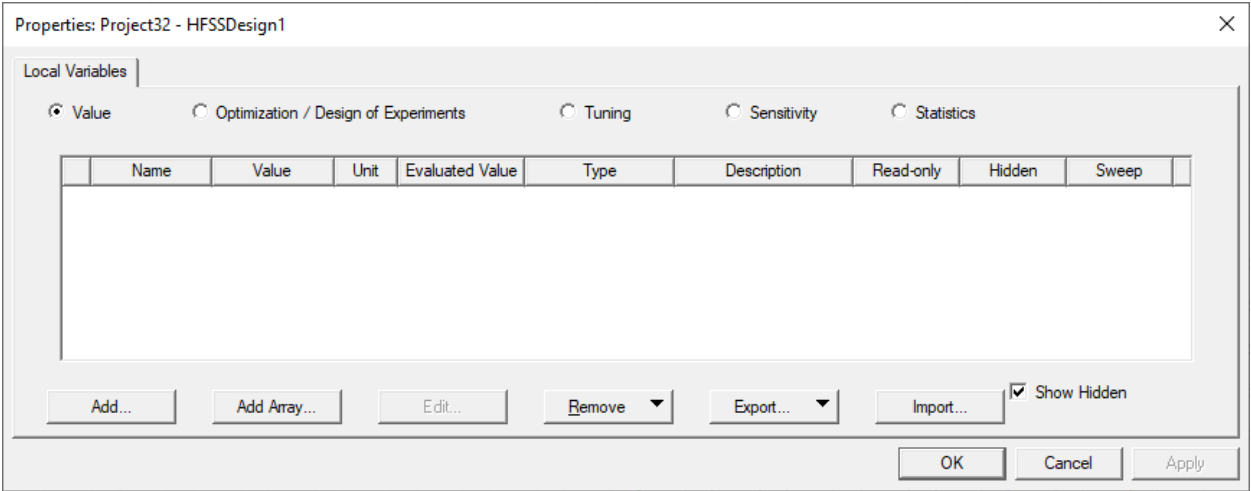 Properties: Project32 - HFSSDesign1
Local Variables
Value Optimization / Design of Experiments Tuning Sensitivity Statistics
Name Value Unit Evaluated Value Type Description Read-only Hidden Sweep
Add... Add Array... Edit... Remove Export... Import... Show Hidden
OK Cancel Apply